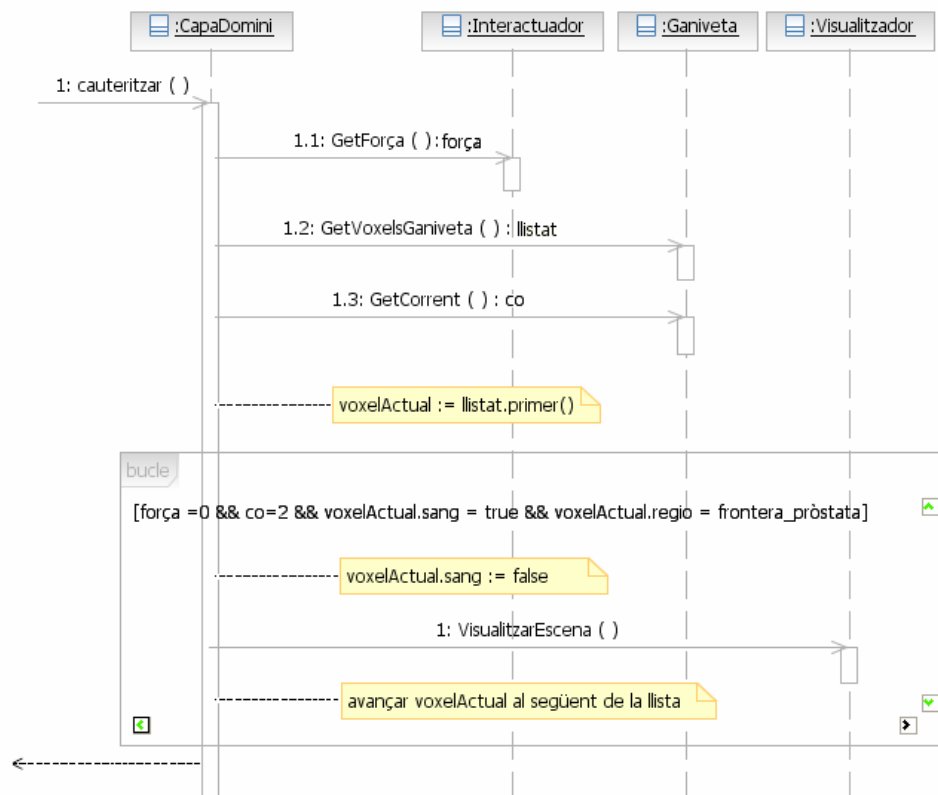 :CapaDomini :Interactuador :Ganiveta :Visualitzador
1: cauteritzar ( )
1.1: GetForça ( ): força
1.2: GetVoxelsGaniveta ( ) : llistat
1.3: GetCorrent ( ) : co
voxelActual := llistat.primer()
bucle
[força =0 && co=2 && voxelActual.sang = true && voxelActual.regio = frontera_pròstata]
voxelActual.sang := false
1: VisualitzarEscena ( )
avançar voxelActual al següent de la llista